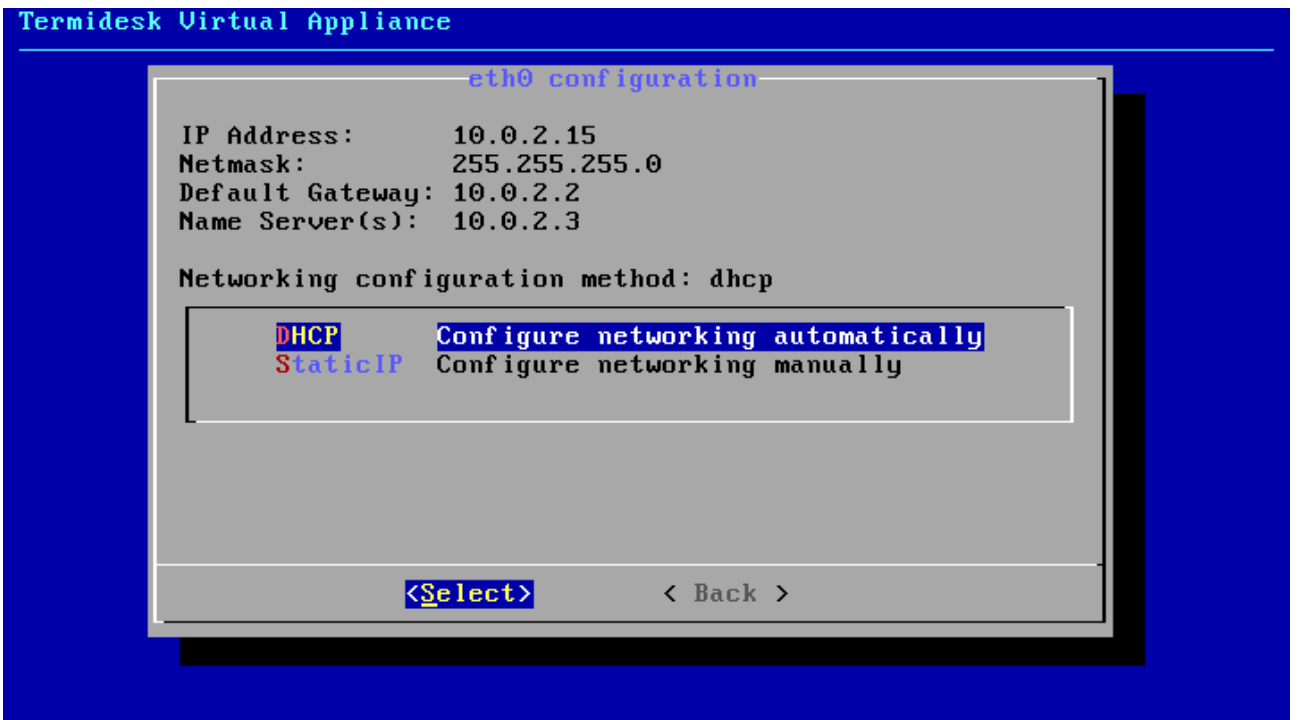 Termidesk Virtual Appliance
eth0 configuration
IP Address: 10.0.2.15
Netmask: 255.255.255.0
Default Gateway: 10.0.2.2
Name Server(s): 10.0.2.3
Networking configuration method: dhcp
DHCP Configure networking automatically
StaticIP Configure networking manually
<Select> < Back >